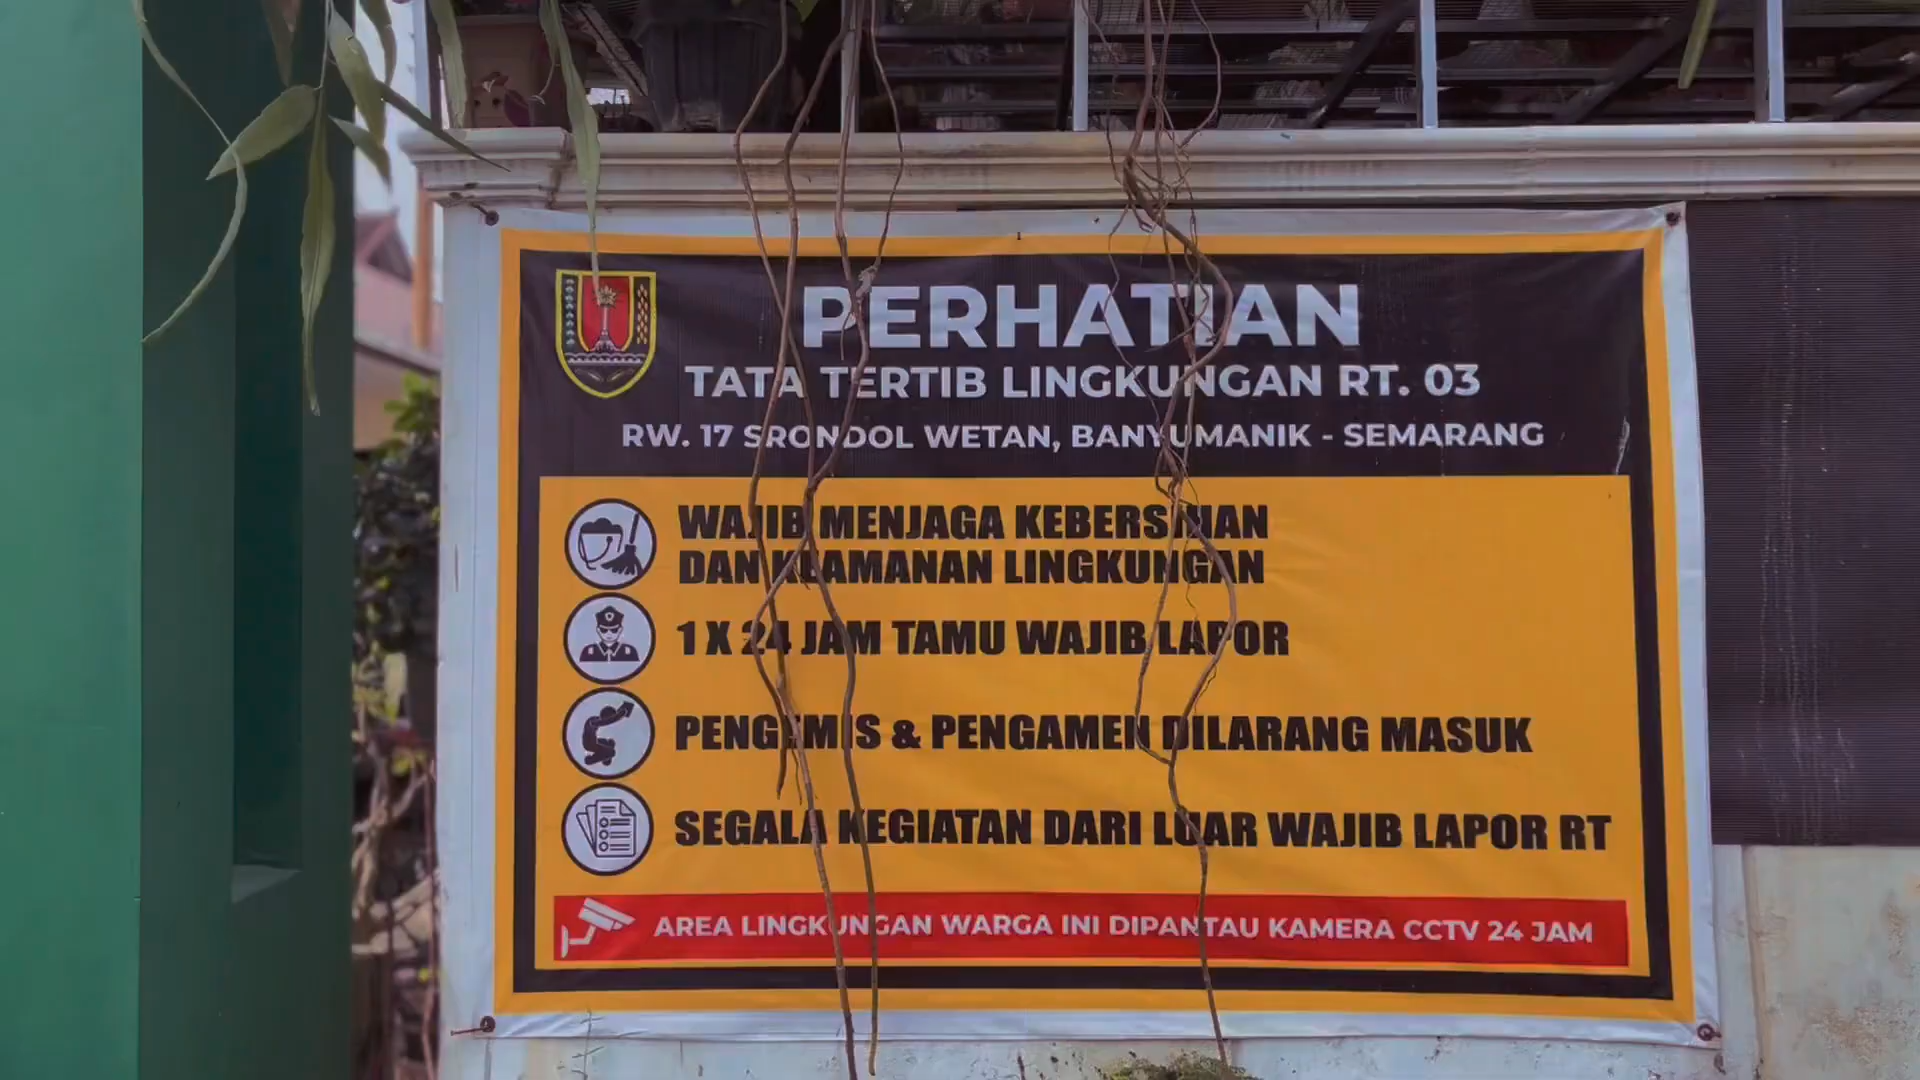 PERHATIAN
TATA TERTIB LINGKUNGAN RT. 03
RW. 17 SRONDOL WETAN, BANYUMANIK - SEMARANG
WAJIB MENJAGA KEBERSIHAN
DAN KEAMANAN LINGKUNGAN
1 X 24 JAM TAMU WAJIB LAPOR
PENGEMIS & PENGAMEN DILARANG MASUK
SEGALA KEGIATAN DARI LUAR WAJIB LAPOR RT
AREA LINGKUNGAN WARGA INI DIPANTAU KAMERA CCTV 24 JAM